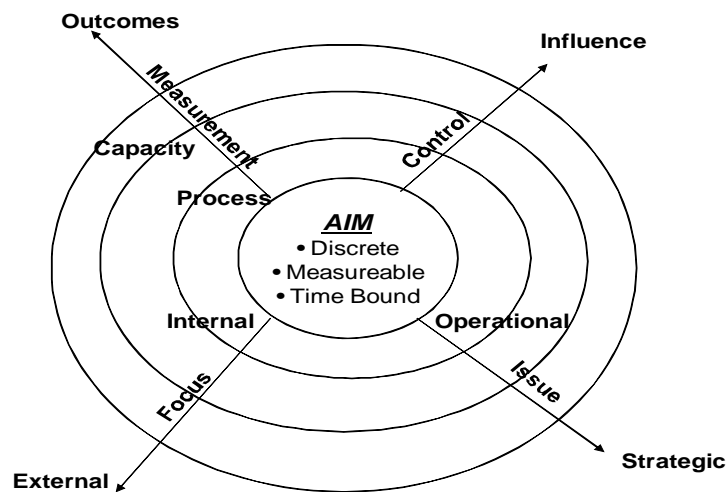 Outcomes
Influence
Measurement
Control
Capacity
Process
AIM
• Discrete
• Measureable
• Time Bound
Internal
Operational
Focus
Issue
External
Strategic